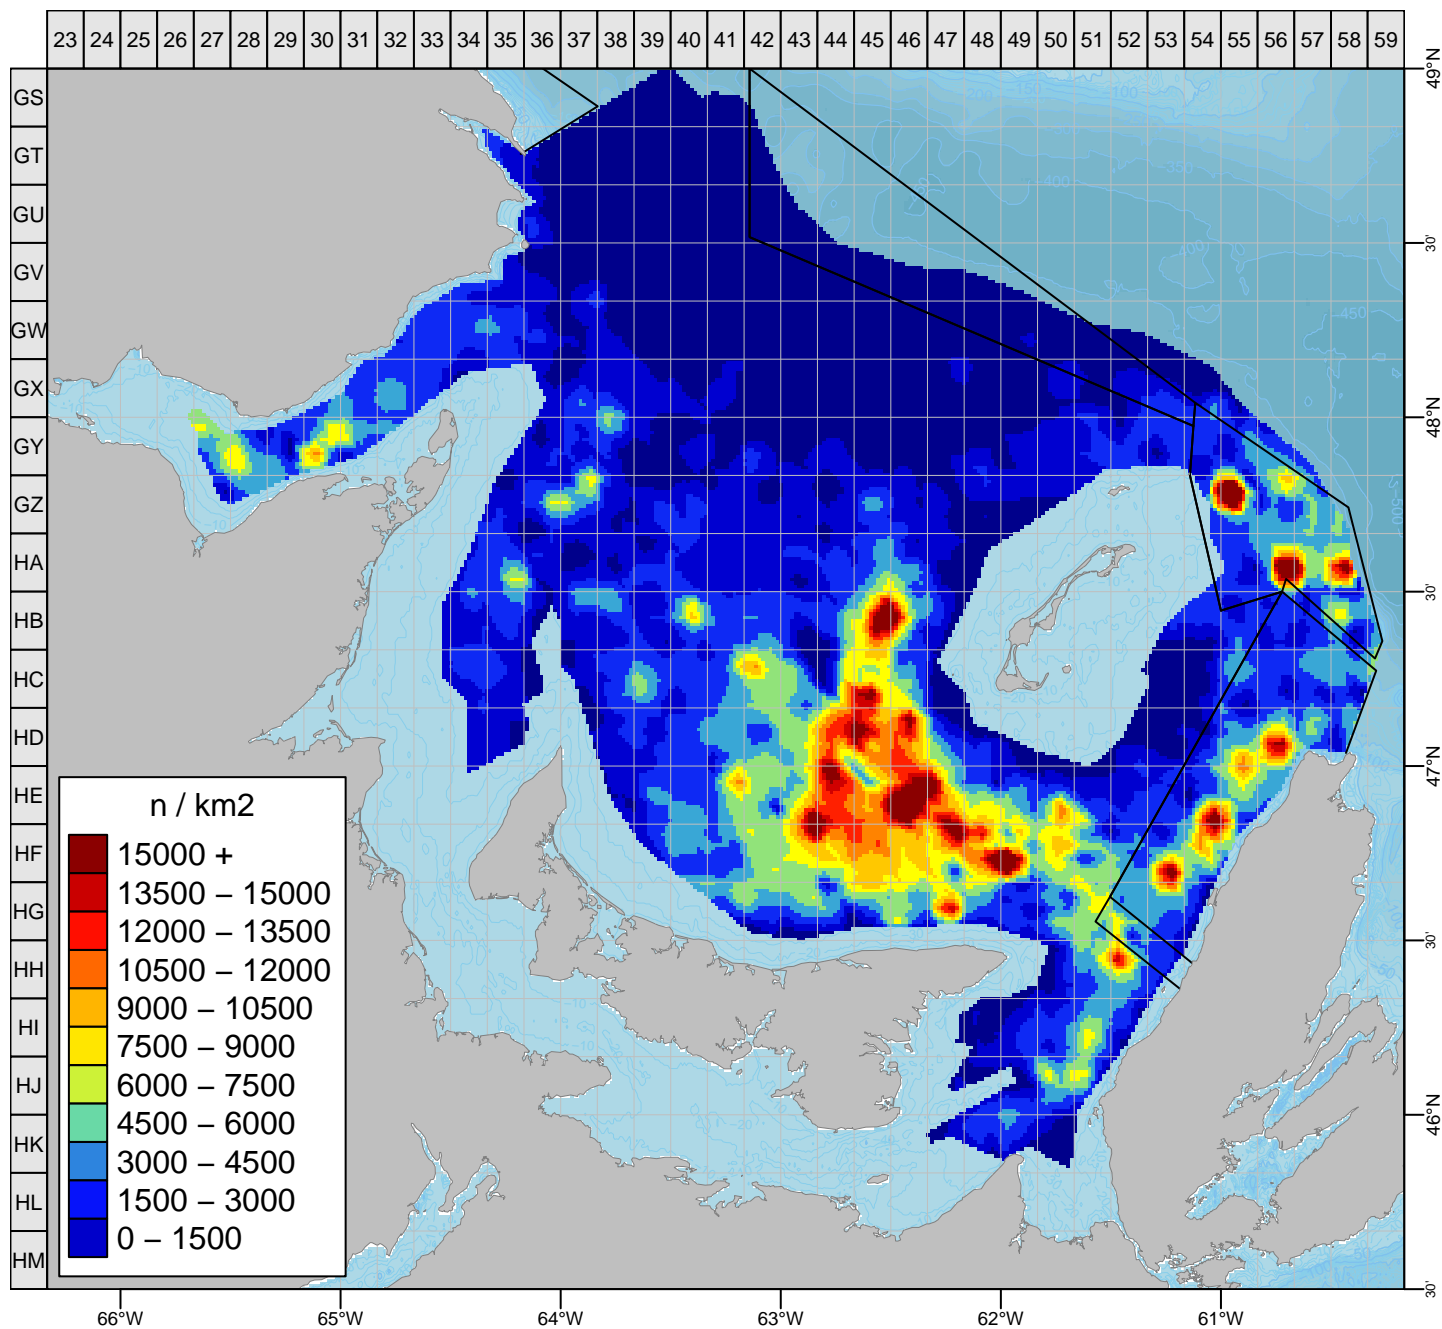 23 24 25 26 27 28 29 30 31 32 33 34 35 36 37 38 39 40 41 42 43 44 45 46 47 48 49 50 51 52 53 54 55 56 57 58 59
GS
GT
GU
GV
GW
GX
GY
GZ
HA
HB
HC
HD
HE
HF
HG
HH
HI
HJ
HK
HL
HM
49°N
30'
48°N
30'
47°N
30'
46°N
30'
n / km2
15000 +
13500 – 15000
12000 – 13500
10500 – 12000
9000 – 10500
7500 – 9000
6000 – 7500
4500 – 6000
3000 – 4500
1500 – 3000
0 – 1500
66°W 65°W 64°W 63°W 62°W 61°W